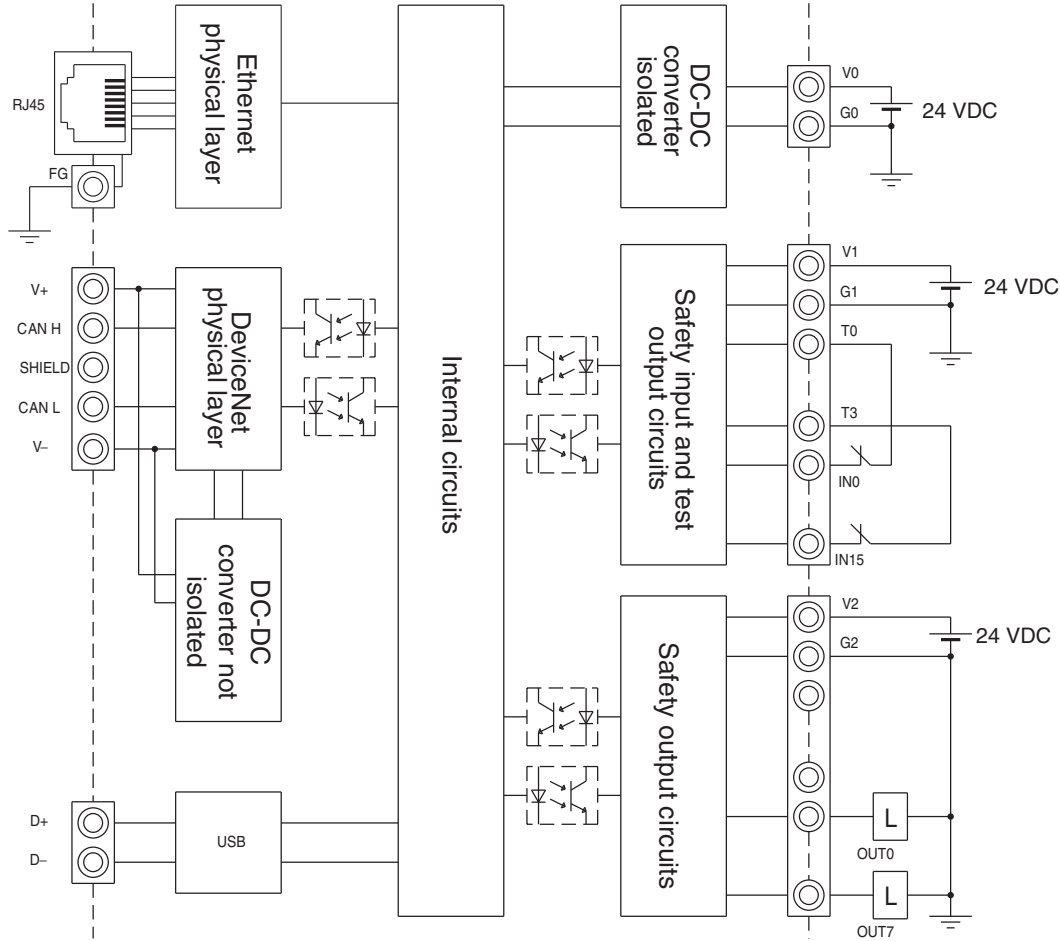 RJ45
FG
Ethernet
physical layer
V+
CAN H
SHIELD
CAN L
V–
DeviceNet
physical layer
DC-DC
converter not
isolated
D+
D–
USB
Internal circuits
DC-DC
converter
isolated
V0
G0
24 VDC
Safety input and test
output circuits
V1
G1
24 VDC
T0
T3
IN0
IN15
Safety output circuits
V2
G2
24 VDC
L
OUT0
L
OUT7